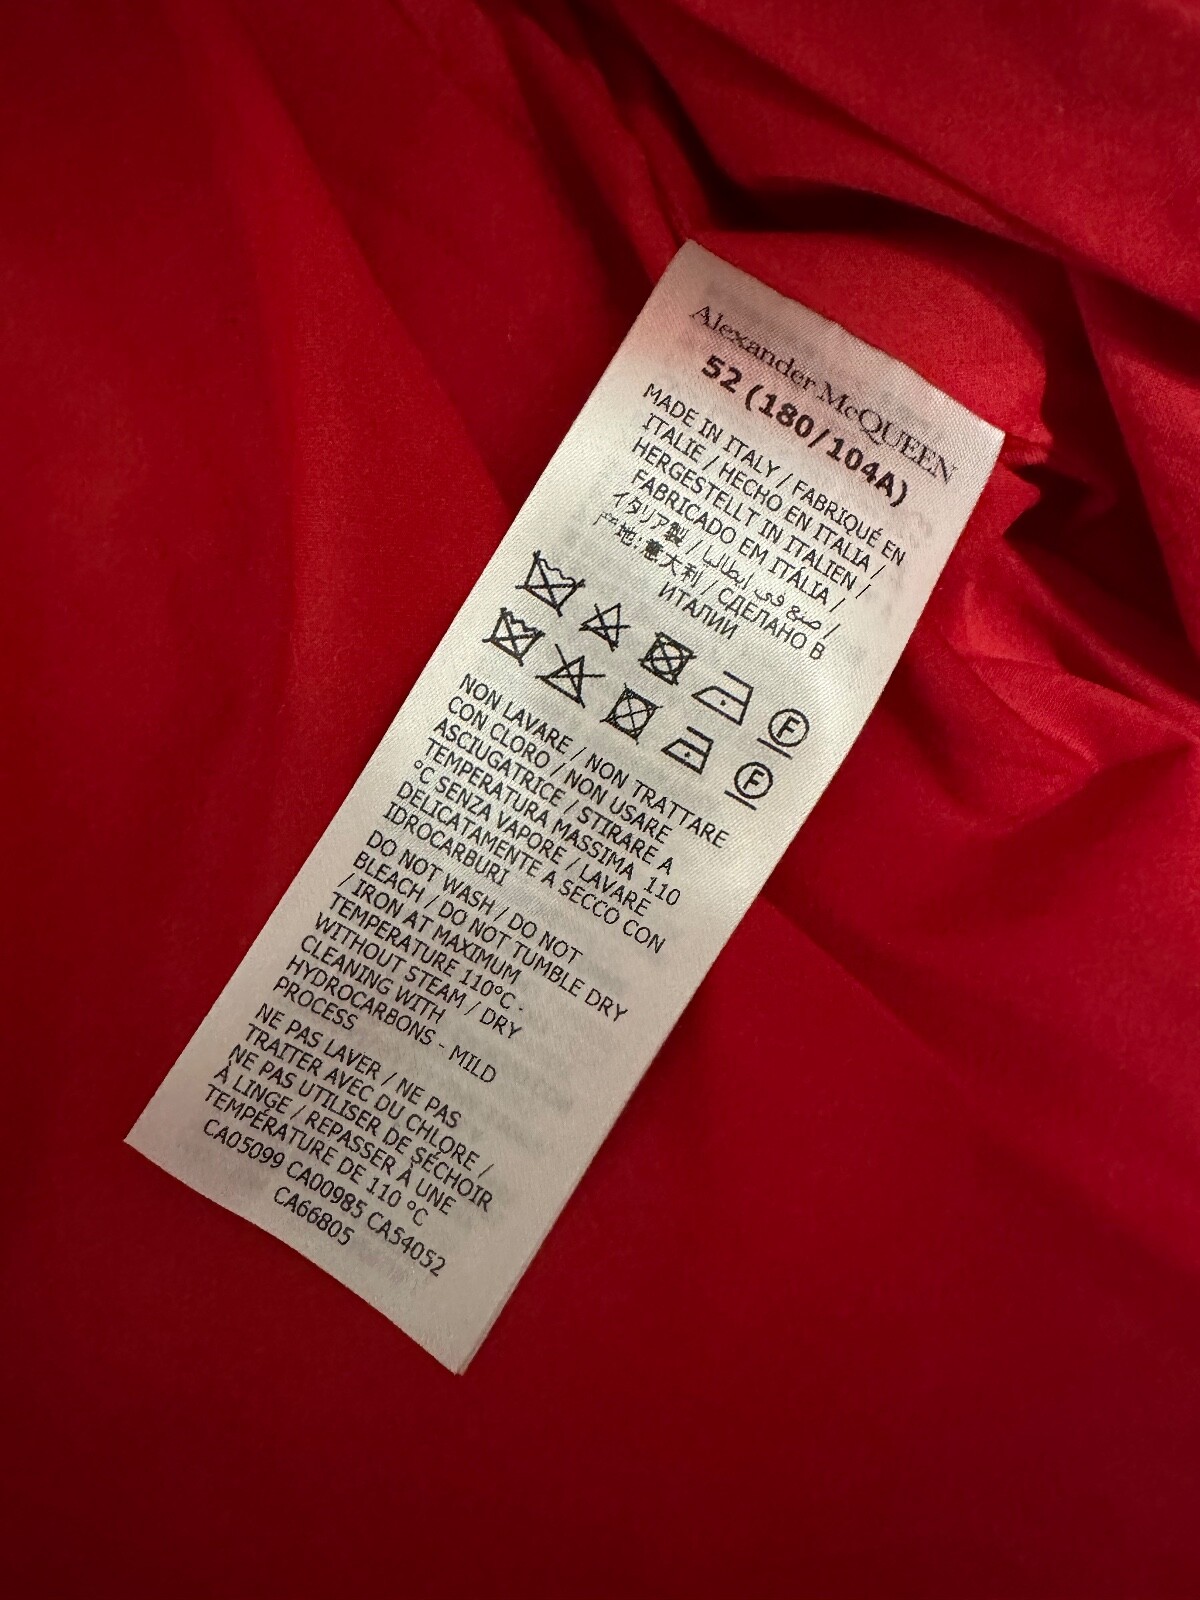 Alexander McQUEEN
52 (180/104A)
MADE IN ITALY / FABRIQUÉ EN
ITALIE / HECHO EN ITALIA /
HERGESTELLT IN ITALIEN /
FABRICADO EM ITÁLIA /
イタリア製 / صنع في ايطاليا /
产地: 意大利 / СДЕЛАНО В
ИТАЛИИ
F
F
NON LAVARE / NON TRATTARE
CON CLORO / NON USARE
ASCIUGATRICE / STIRARE A
TEMPERATURA MASSIMA 110
°C SENZA VAPORE / LAVARE
DELICATAMENTE A SECCO CON
IDROCARBURI
DO NOT WASH / DO NOT
BLEACH / DO NOT TUMBLE DRY
/ IRON AT MAXIMUM
TEMPERATURE 110°C -
WITHOUT STEAM / DRY
CLEANING WITH
HYDROCARBONS - MILD
PROCESS
NE PAS LAVER / NE PAS
TRAITER AVEC DU CHLORE /
NE PAS UTILISER DE SÉCHOIR
À LINGE / REPASSER À UNE
TEMPÉRATURE DE 110 °C
CA05099 CA00985 CA54052
CA66805